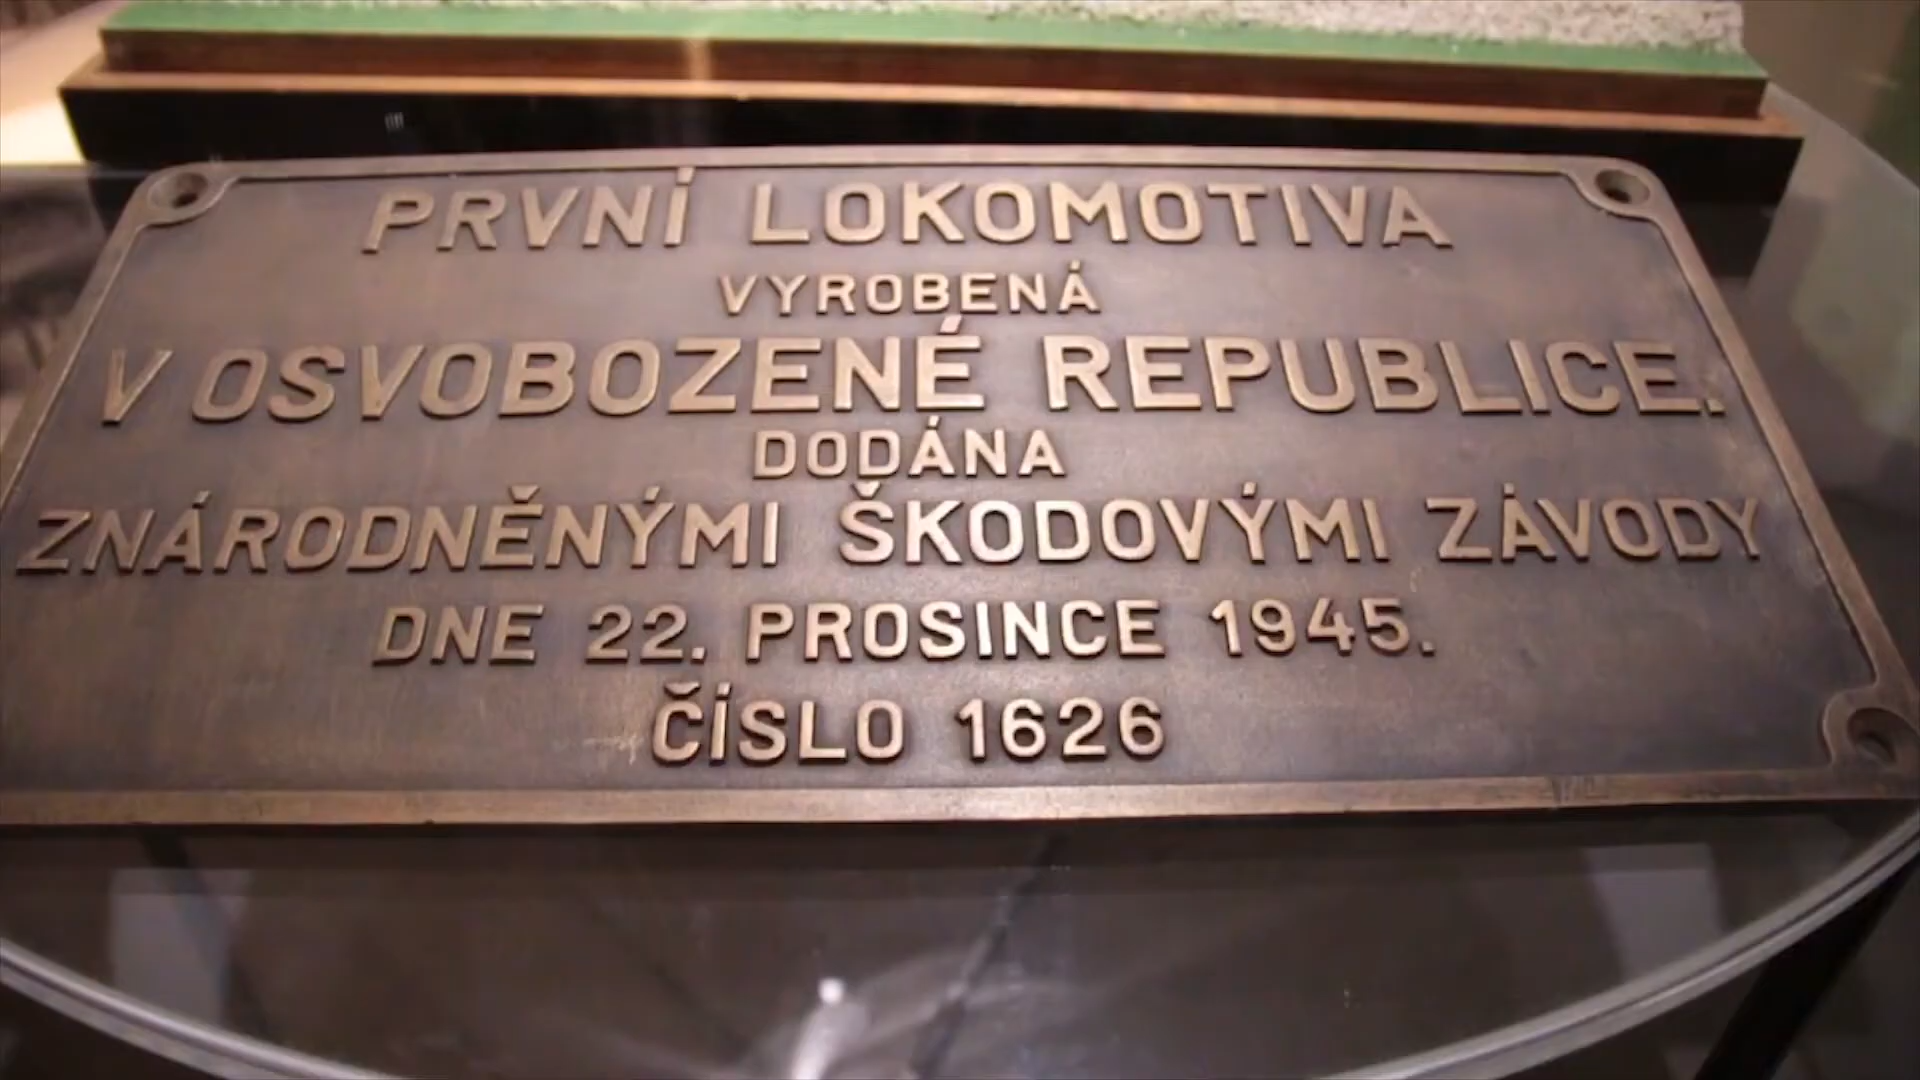 PRVNÍ LOKOMOTIVA
VYROBENÁ
V OSVOBOZENÉ REPUBLICE.
DODÁNA
ZNÁRODNĚNÝMI ŠKODOVÝMI ZÁVODY
DNE 22. PROSINCE 1945.
ČÍSLO 1626